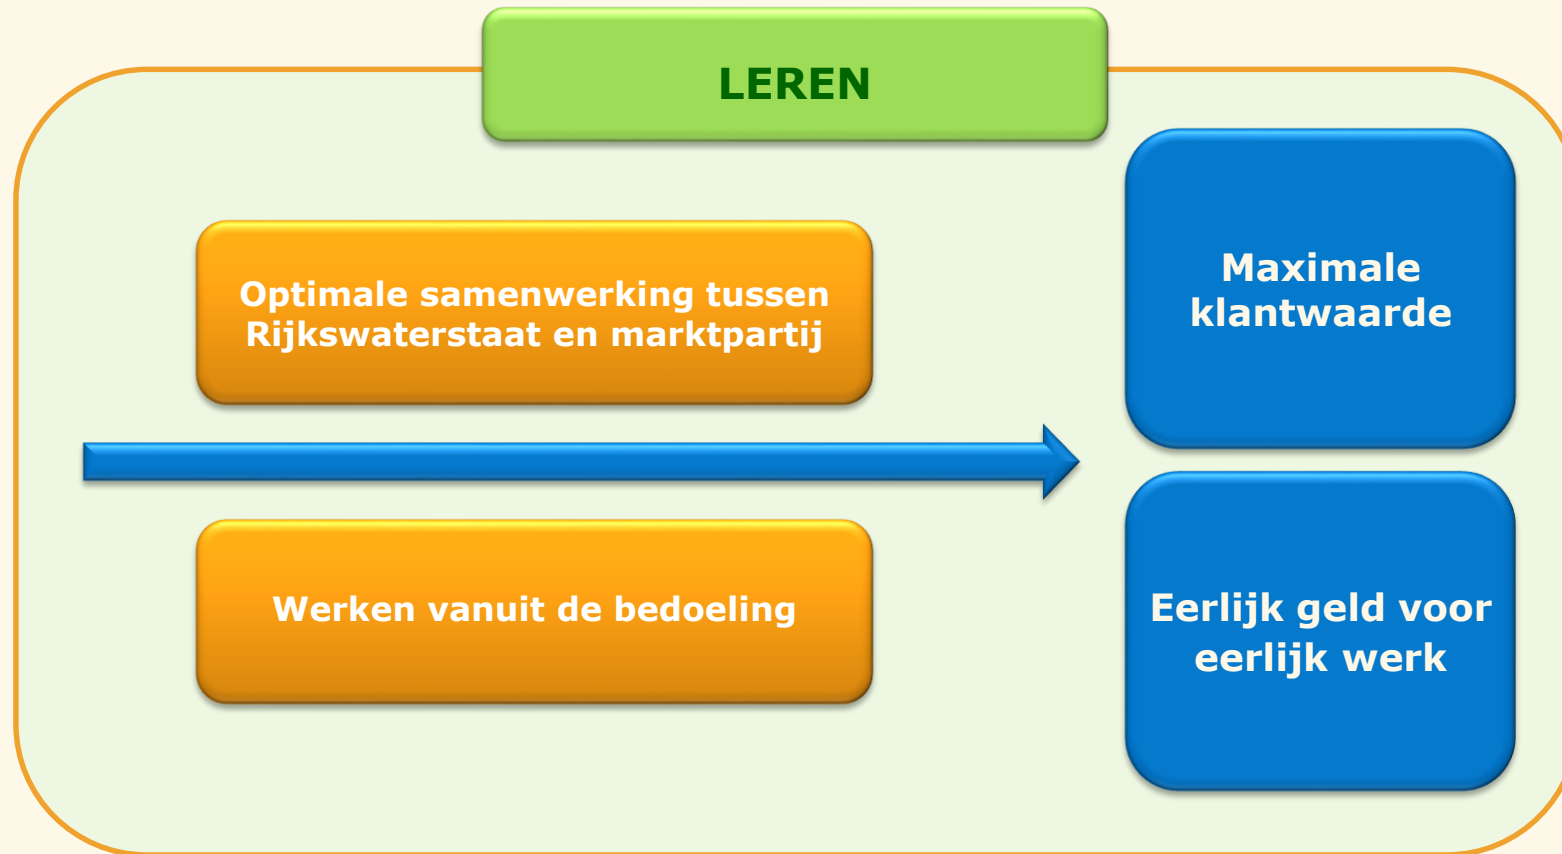 LEREN
Optimale samenwerking tussen
Rijkswaterstaat en marktpartij
Werken vanuit de bedoeling
Maximale
klantwaarde
Eerlijk geld voor
eerlijk werk